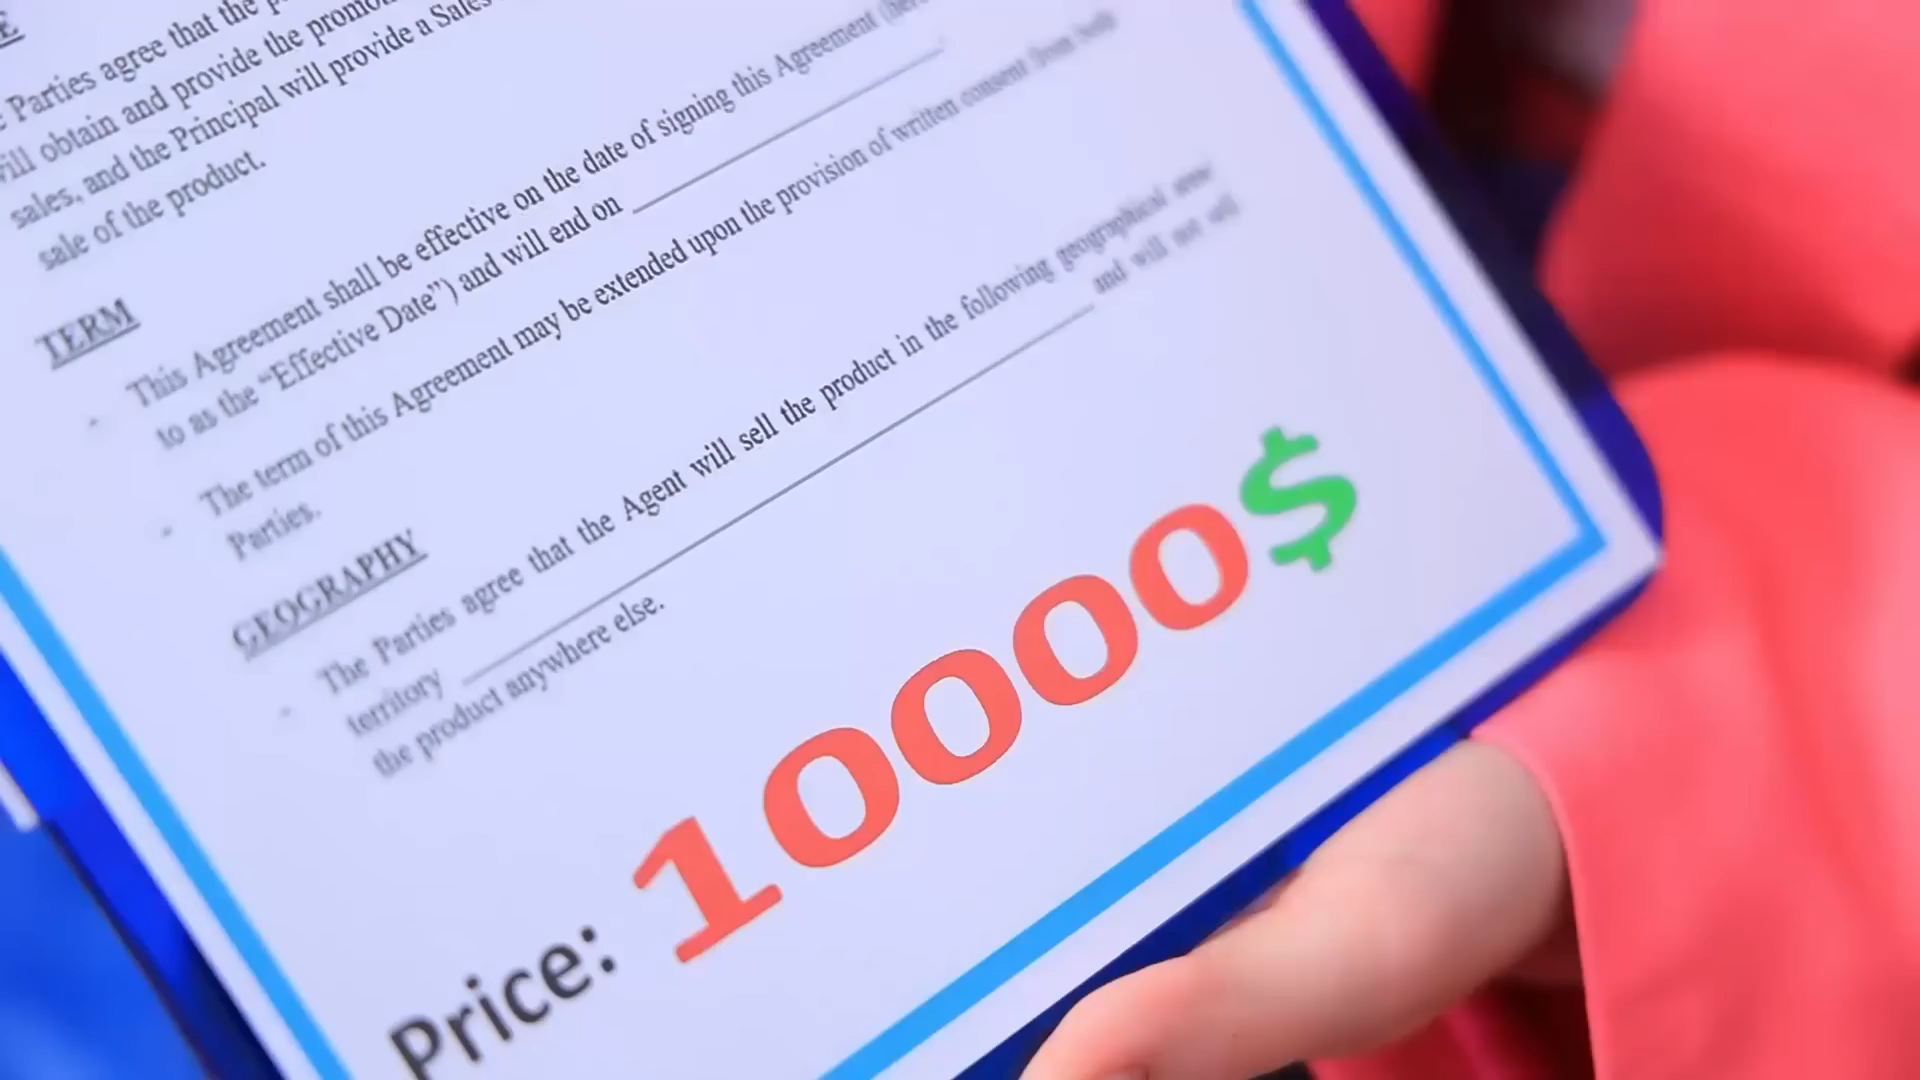 E
Parties agree that the
will obtain and provide the promo
sales, and the Principal will provide a Sales
sale of the product.
TERM
- This Agreement shall be effective on the date of signing this Agreement (here
to as the “Effective Date”) and will end on ____________
- The term of this Agreement may be extended upon the provision of written consent from both
Parties.
GEOGRAPHY
- The Parties agree that the Agent will sell the product in the following geographical area/
territory ____________ and will not sell
the product anywhere else.
Price: 10000$